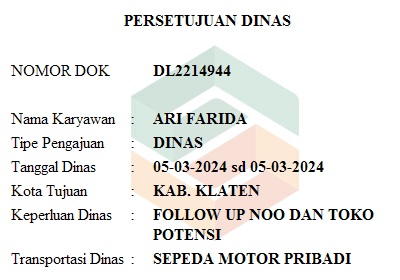 PERSETUJUAN DINAS
NOMOR DOK DL2214944
Nama Karyawan : ARI FARIDA
Tipe Pengajuan : DINAS
Tanggal Dinas : 05-03-2024 sd 05-03-2024
Kota Tujuan : KAB. KLATEN
Keperluan Dinas : FOLLOW UP NOO DAN TOKO
POTENSI
Transportasi Dinas : SEPEDA MOTOR PRIBADI